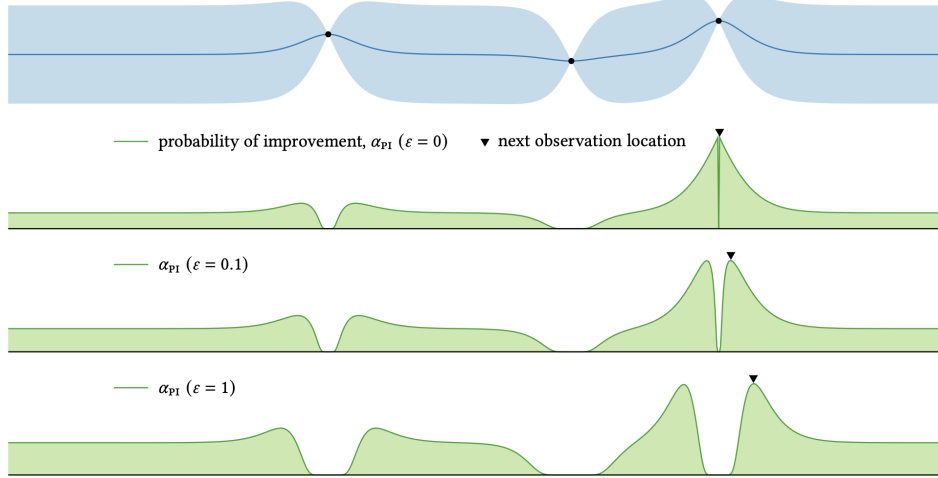 probability of improvement, αPI (ε = 0) ▼ next observation location
αPI (ε = 0.1)
αPI (ε = 1)